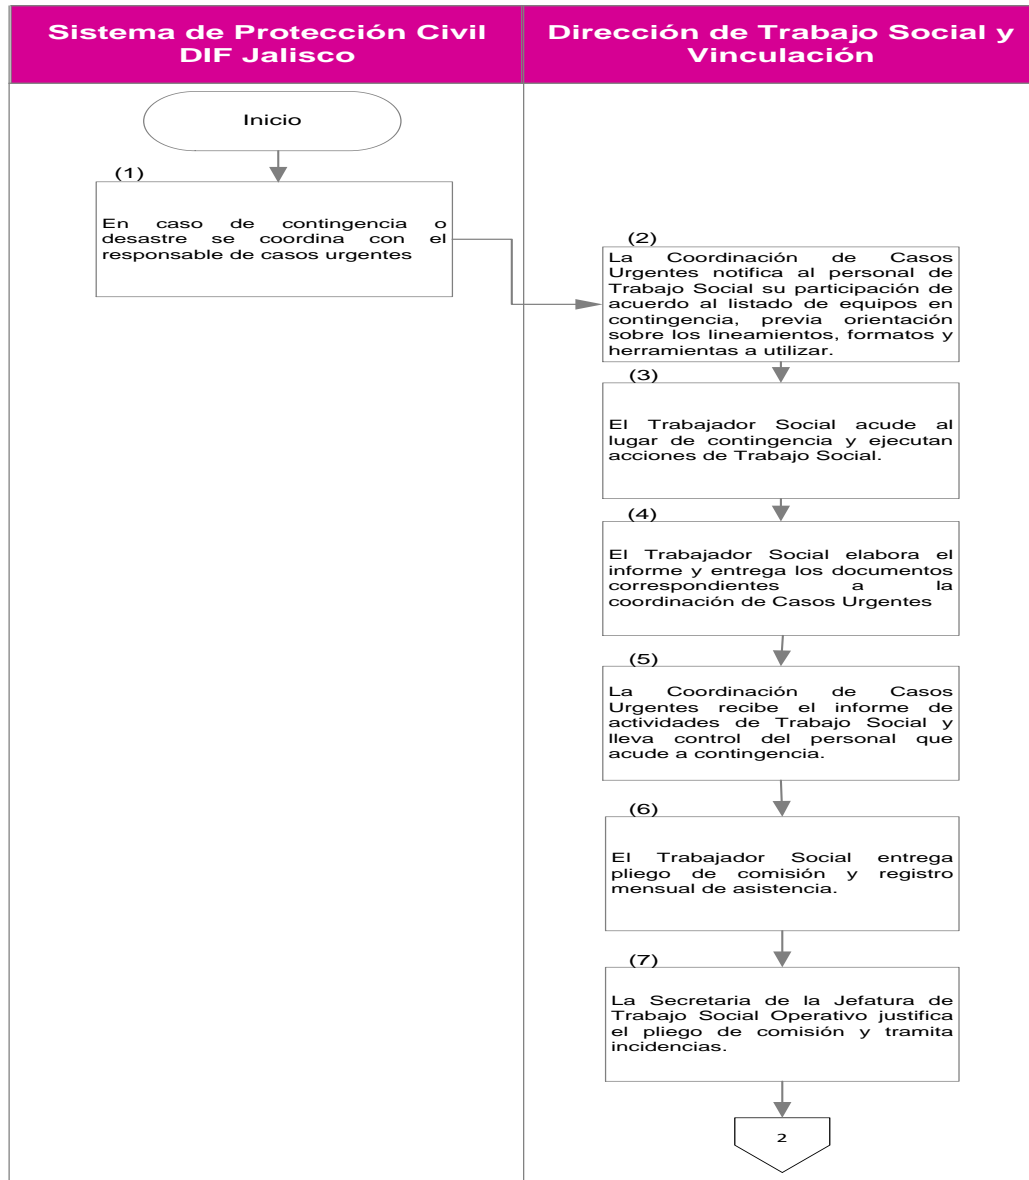 Sistema de Protección Civil
DIF Jalisco
Dirección de Trabajo Social y
Vinculación
Inicio
(1)
En caso de contingencia o
desastre se coordina con el
responsable de casos urgentes
(2)
La Coordinación de Casos
Urgentes notifica al personal de
Trabajo Social su participación de
acuerdo al listado de equipos en
contingencia, previa orientación
sobre los lineamientos, formatos y
herramientas a utilizar.
(3)
El Trabajador Social acude al
lugar de contingencia y ejecutan
acciones de Trabajo Social.
(4)
El Trabajador Social elabora el
informe y entrega los documentos
correspondientes a la
coordinación de Casos Urgentes
(5)
La Coordinación de Casos
Urgentes recibe el informe de
actividades de Trabajo Social y
lleva control del personal que
acude a contingencia.
(6)
El Trabajador Social entrega
pliego de comisión y registro
mensual de asistencia.
(7)
La Secretaria de la Jefatura de
Trabajo Social Operativo justifica
el pliego de comisión y tramita
incidencias.
2